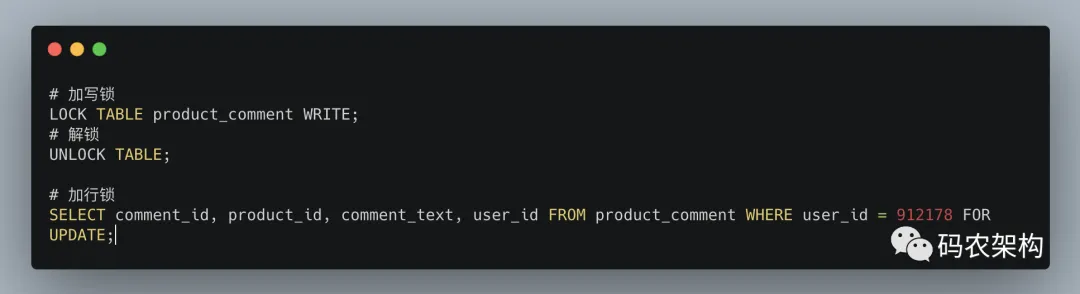 # 加写锁
LOCK TABLE product_comment WRITE;
# 解锁
UNLOCK TABLE;
# 加行锁
SELECT comment_id, product_id, comment_text, user_id FROM product_comment WHERE user_id = 912178 FOR
UPDATE;
码农架构